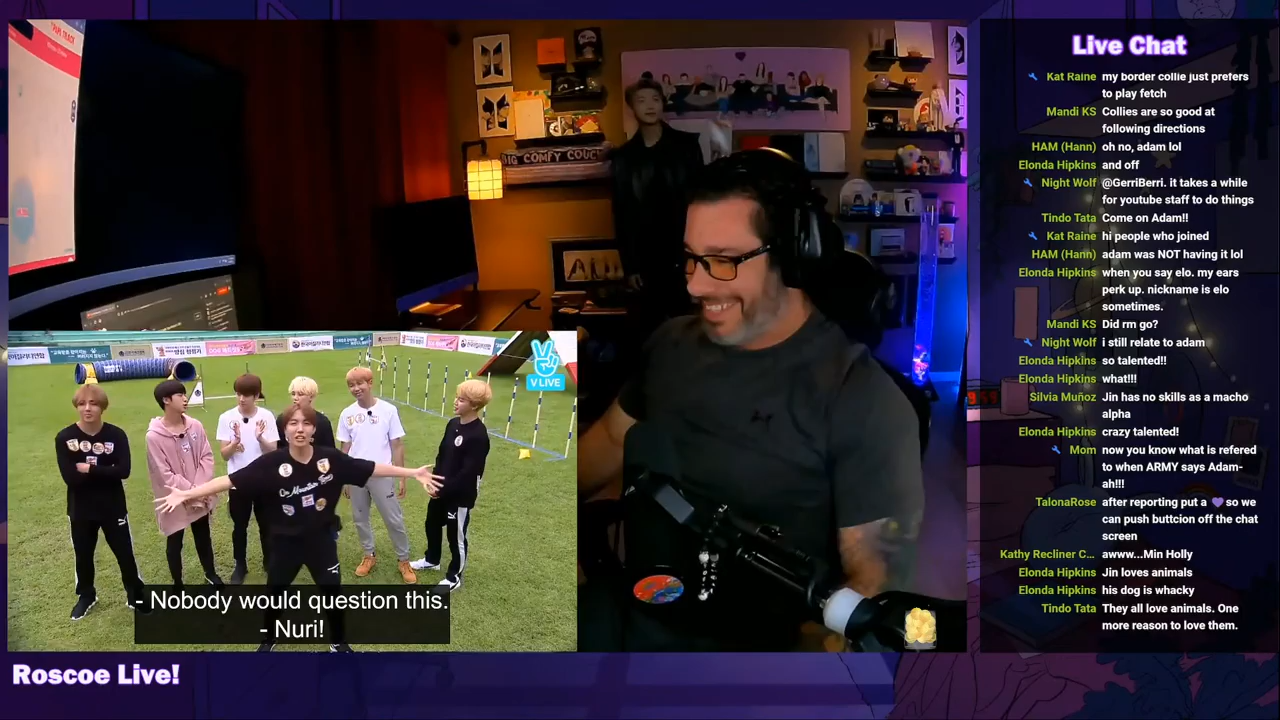 Live Chat
Kat Raine my border collie just prefers
to play fetch
Mandi KS Collies are so good at
following directions
HAM (Hann) oh no, adam lol
Elonda Hipkins and off
Night Wolf @GerriBerri. it takes a while
for youtube staff to do things
Tindo Tata Come on Adam!!
Kat Raine hi people who joined
HAM (Hann) adam was NOT having it lol
Elonda Hipkins when you say elo. my ears
perk up. nickname is elo
sometimes.
Mandi KS Did rm go?
Night Wolf i still relate to adam
Elonda Hipkins so talented!!
Elonda Hipkins what!!!
Silvia Muñoz Jin has no skills as a macho
alpha
Elonda Hipkins crazy talented!
Mom now you know what is refered
to when ARMY says Adam-
ah!!!
TalonaRose after reporting put a 💜 so we
can push buttcion off the chat
screen
Kathy Recliner C... awww...Min Holly
Elonda Hipkins Jin loves animals
Elonda Hipkins his dog is whacky
Tindo Tata They all love animals. One
more reason to love them.
BIG COMFY COUCH
V LIVE
- Nobody would question this.
- Nuri!
Roscoe Live!